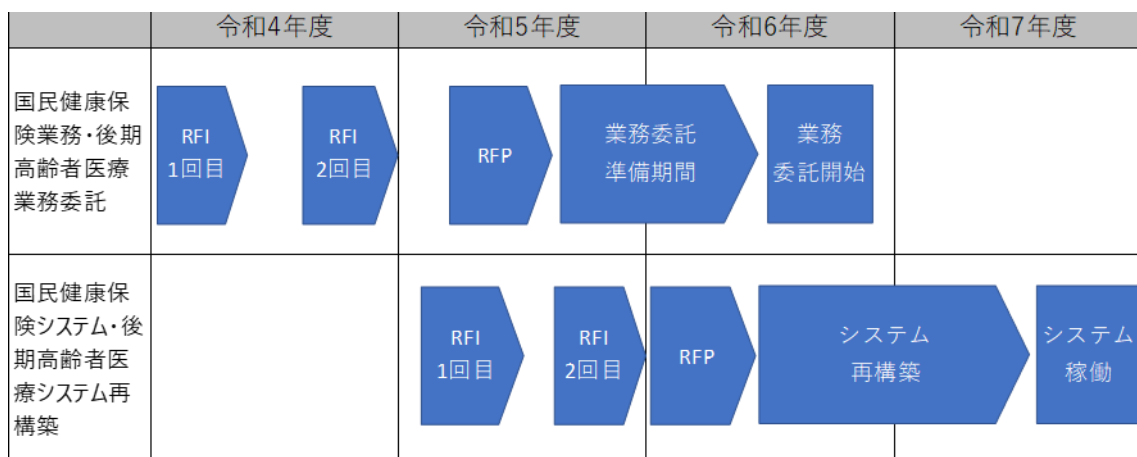 令和4年度
令和5年度
令和6年度
令和7年度
国民健康保
険業務・後期
高齢者医療
業務委託
RFI
1回目
RFI
2回目
RFP
業務委託
準備期間
業務
委託開始
国民健康保
険システム・後
期高齢者医
療システム再
構築
RFI
1回目
RFI
2回目
RFP
システム
再構築
システム
稼働